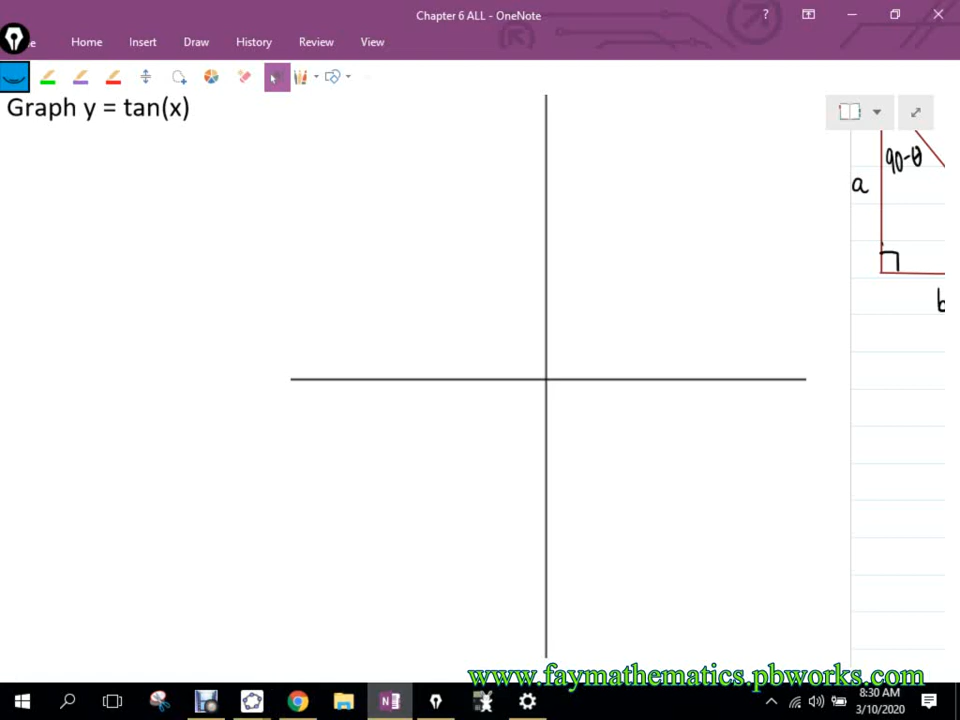 Chapter 6 ALL - OneNote
?
Home Insert Draw History Review View
Graph y = tan(x)
90-θ
a
b
www.faymathematics.pbworks.com
8:30 AM
3/10/2020